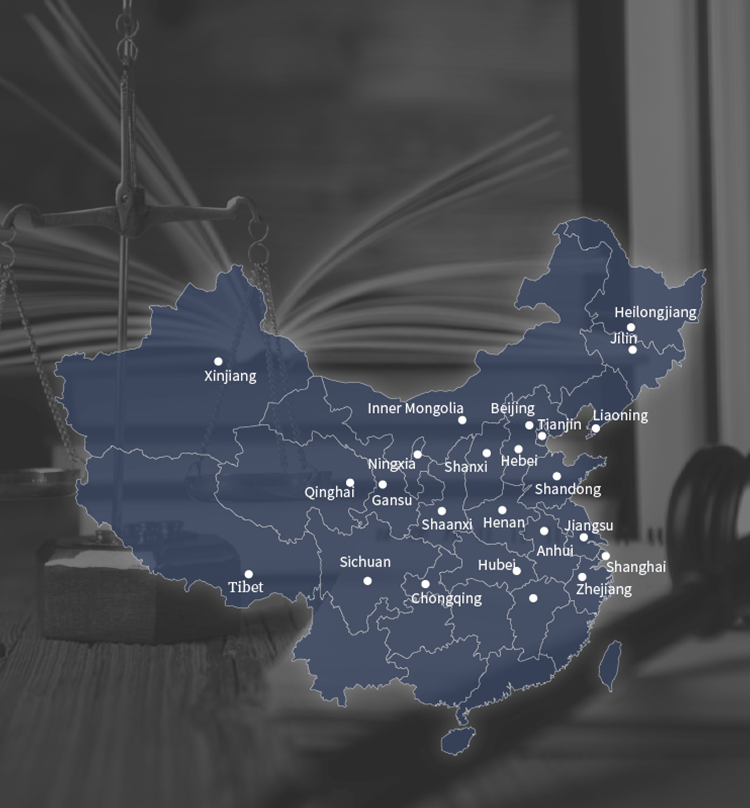 Heilongjiang
Jilin
Xinjiang
Inner Mongolia
Beijing
Liaoning
Tianjin
Ningxia
Shanxi
Hebei
Qinghai
Gansu
Shandong
Shaanxi
Henan
Jiangsu
Anhui
Sichuan
Hubei
Shanghai
Tibet
Chongqing
Zhejiang